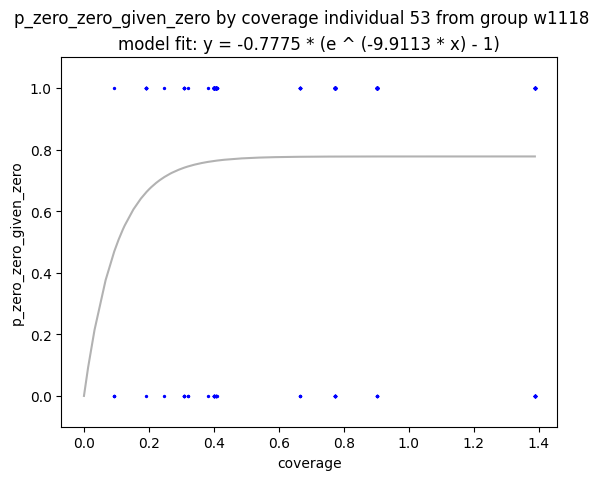 p_zero_zero_given_zero by coverage individual 53 from group w1118
model fit: y = -0.7775 * (e ^ (-9.9113 * x) - 1)
1.0
0.8
0.6
0.4
0.2
0.0
p_zero_zero_given_zero
0.0 0.2 0.4 0.6 0.8 1.0 1.2 1.4
coverage